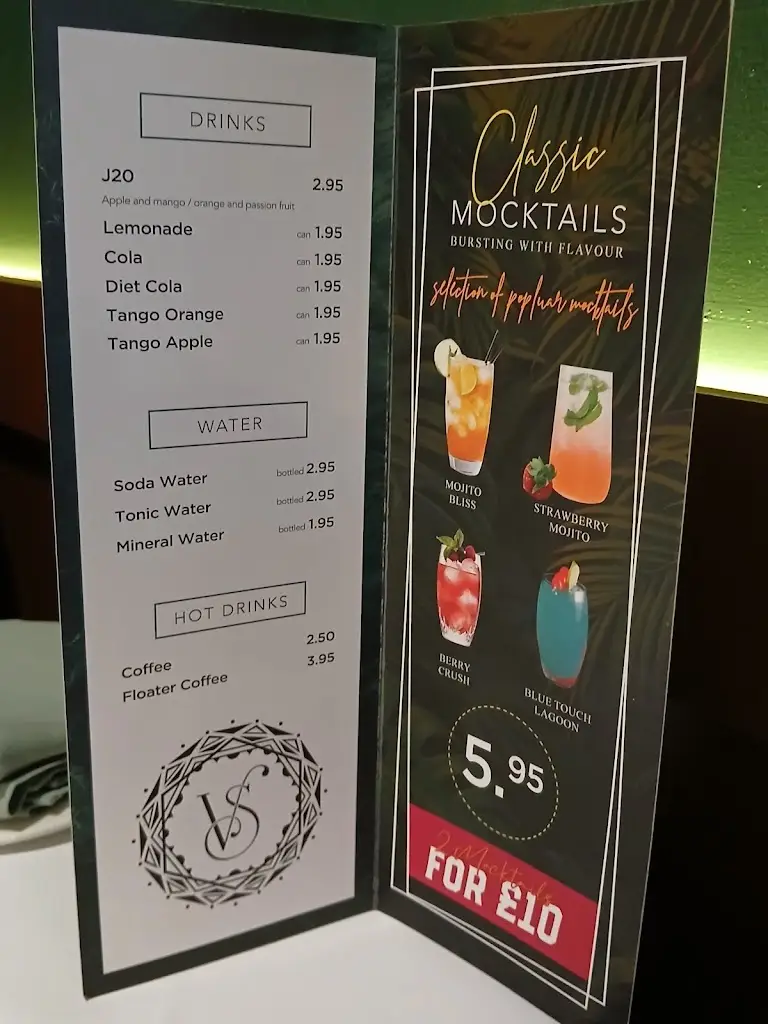 DRINKS
J20 2.95
Apple and mango / orange and passion fruit
Lemonade can 1.95
Cola can 1.95
Diet Cola can 1.95
Tango Orange can 1.95
Tango Apple can 1.95
WATER
Soda Water bottled 2.95
Tonic Water bottled 2.95
Mineral Water bottled 1.95
HOT DRINKS
Coffee 2.50
Floater Coffee 3.95
VS
Classic
MOCKTAILS
BURSTING WITH FLAVOUR
selection of popluar mocktails
MOJITO
BLISS
STRAWBERRY
MOJITO
BERRY
CRUSH
BLUE TOUCH
LAGOON
5.95
2 Mocktails
FOR £10